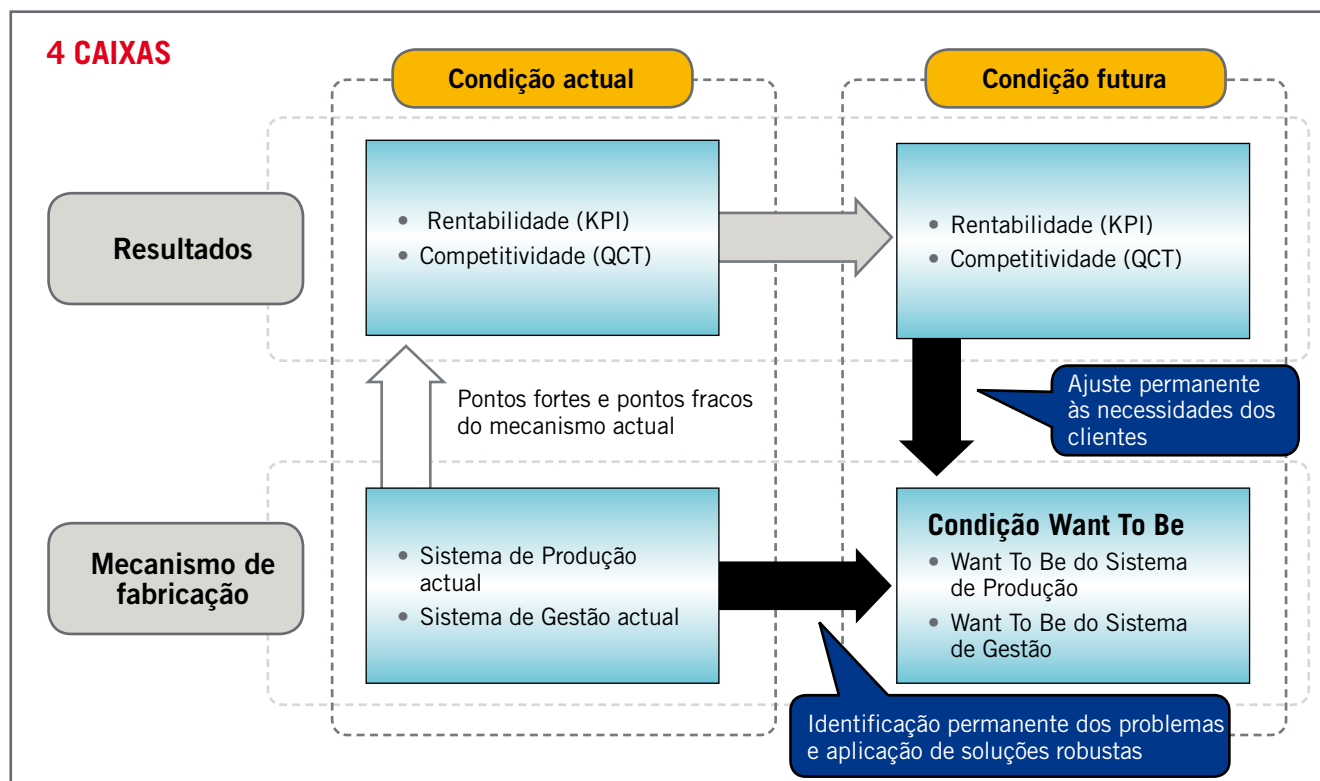 4 CAIXAS
Condição actual
Condição futura
Resultados
• Rentabilidade (KPI)
• Competitividade (QCT)
• Rentabilidade (KPI)
• Competitividade (QCT)
Pontos fortes e pontos fracos
do mecanismo actual
Ajuste permanente
às necessidades dos
clientes
Mecanismo de
fabricação
• Sistema de Produção
actual
• Sistema de Gestão actual
Condição Want To Be
• Want To Be do Sistema
de Produção
• Want To Be do Sistema
de Gestão
Identificação permanente dos problemas
e aplicação de soluções robustas